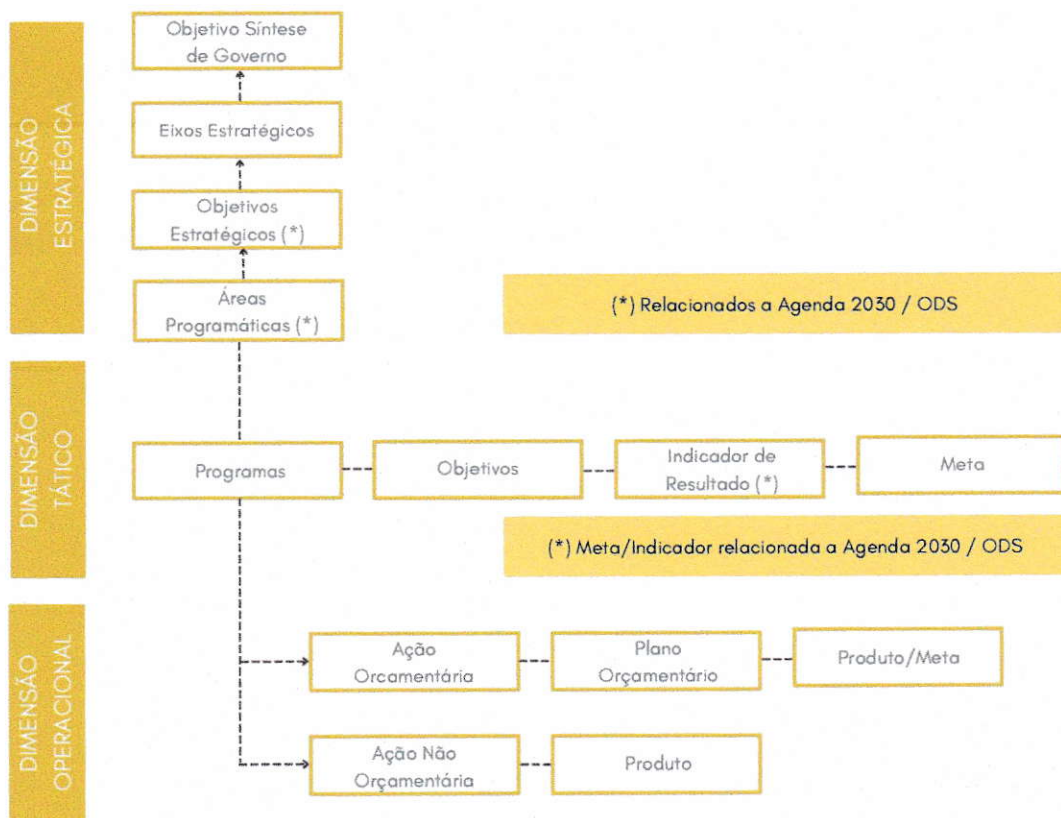 DIMENSÃO
ESTRATÉGICA
Objetivo Síntese
de Governo
Eixos Estratégicos
Objetivos
Estratégicos (*)
Áreas
Programáticas (*)
(*) Relacionados a Agenda 2030 / ODS
DIMENSÃO
TÁTICO
Programas
Objetivos
Indicador de
Resultado (*)
Meta
(*) Meta/Indicador relacionada a Agenda 2030 / ODS
DIMENSÃO
OPERACIONAL
Ação
Orcamentária
Plano
Orçamentário
Produto/Meta
Ação Não
Orçamentária
Produto